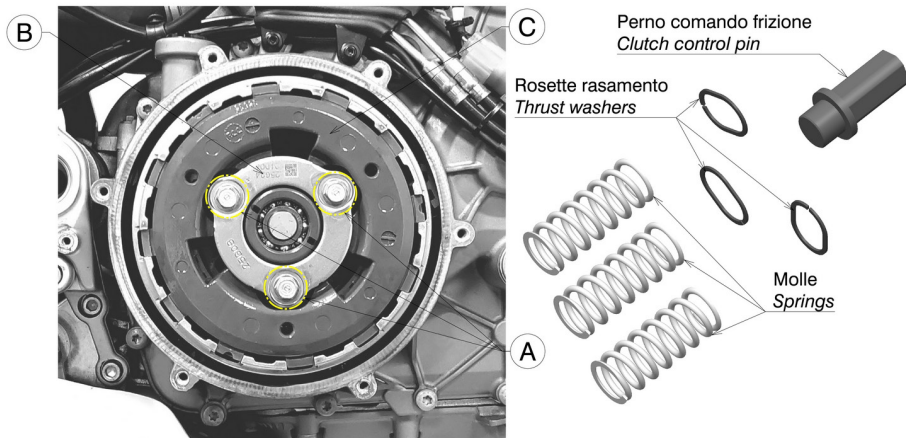 B
C
A
Perno comando frizione
Clutch control pin
Rosette rasamento
Thrust washers
Molle
Springs